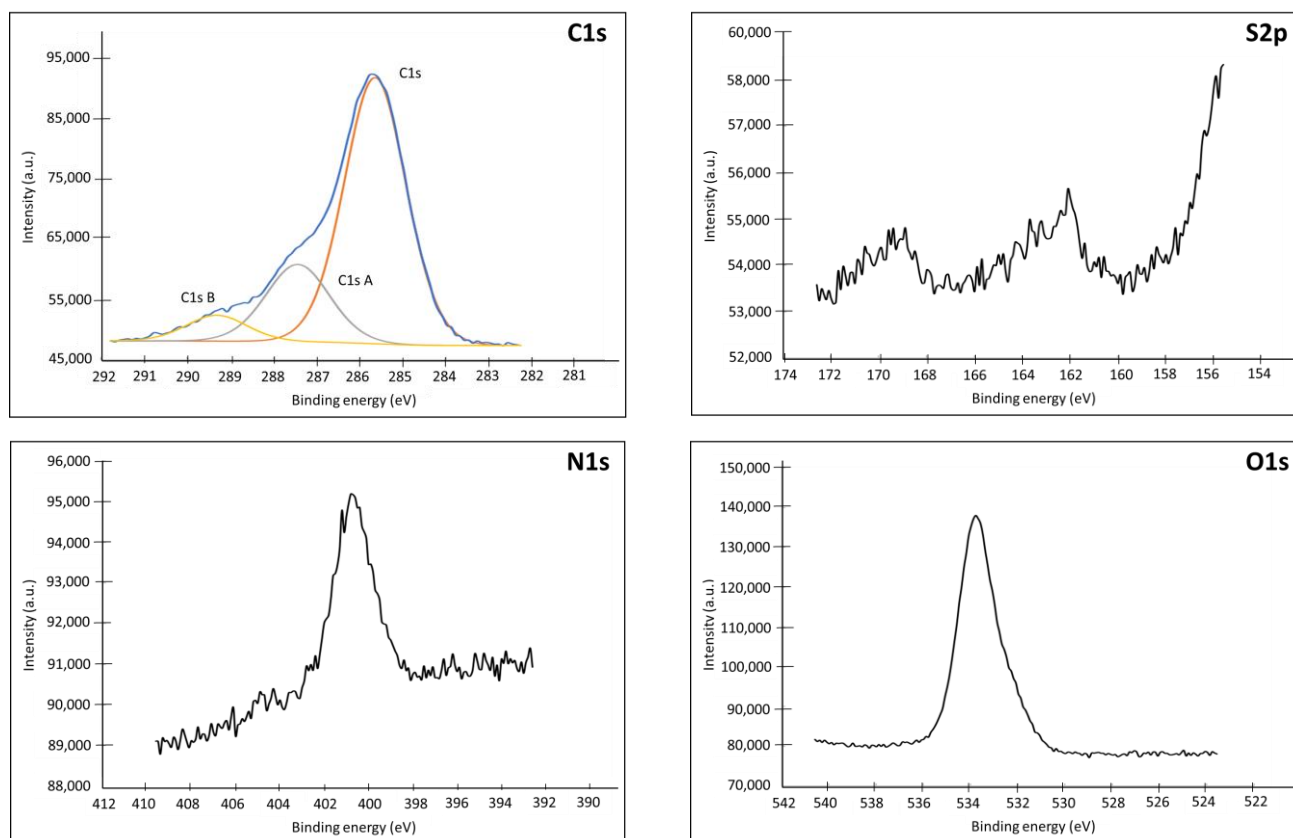 C1s
95,000
85,000
75,000
65,000
55,000
45,000
Intensity (a.u.)
C1s
C1s A
C1s B
292 291 290 289 288 287 286 285 284 283 282 281
Binding energy (eV)
S2p
60,000
58,000
57,000
55,000
54,000
53,000
52,000
Intensity (a.u.)
174 172 170 168 166 164 162 160 158 156 154
Binding energy (eV)
N1s
96,000
95,000
94,000
93,000
92,000
91,000
90,000
89,000
88,000
Intensity (a.u.)
412 410 408 406 404 402 400 398 396 394 392 390
Binding energy (eV)
O1s
150,000
140,000
130,000
120,000
110,000
100,000
90,000
80,000
70,000
Intensity (a.u.)
542 540 538 536 534 532 530 528 526 524 522
Binding energy (eV)